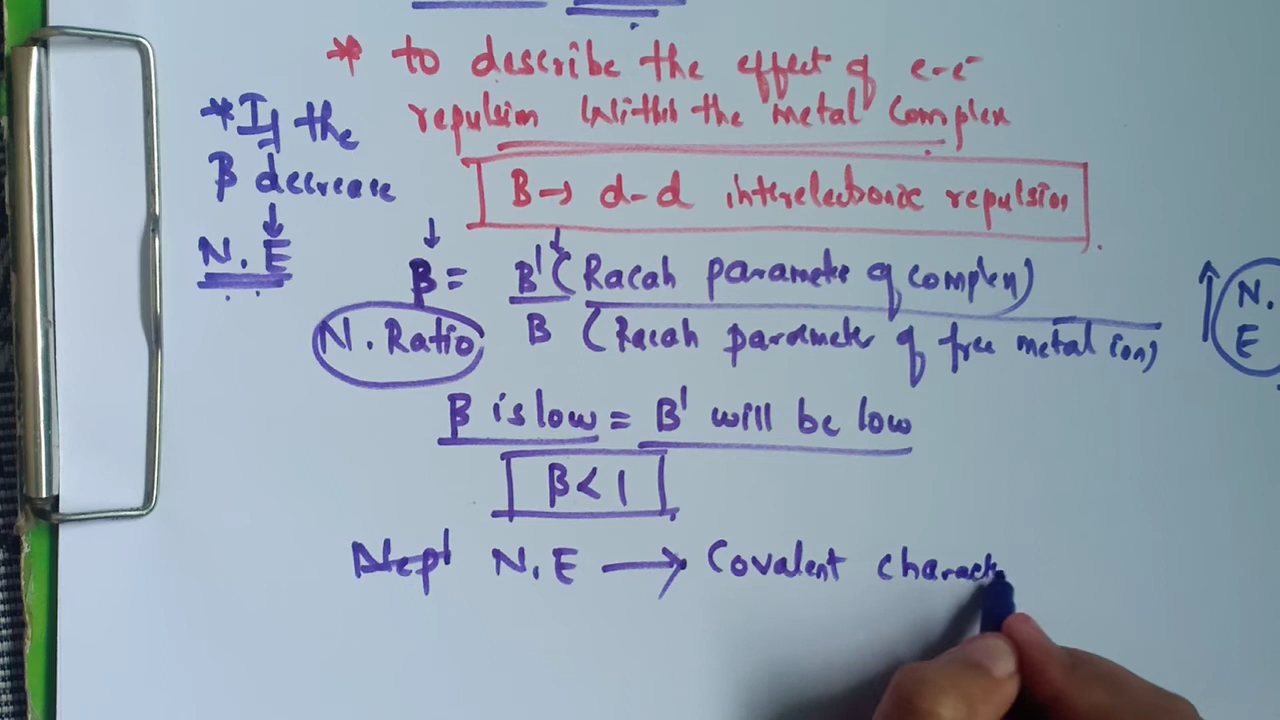 * to describe the effect of e-e⁻
repulsion within the metal complex
*If the
β decrease
↓
N.E
B → d-d interelectronic repulsion
↓ ↓
β = B' (Racah parameter of complex)
N. Ratio B (Racah parameter of free metal ion)
↑ N.
E
β is low = B' will be low
β < 1
N.E → Covalent characte